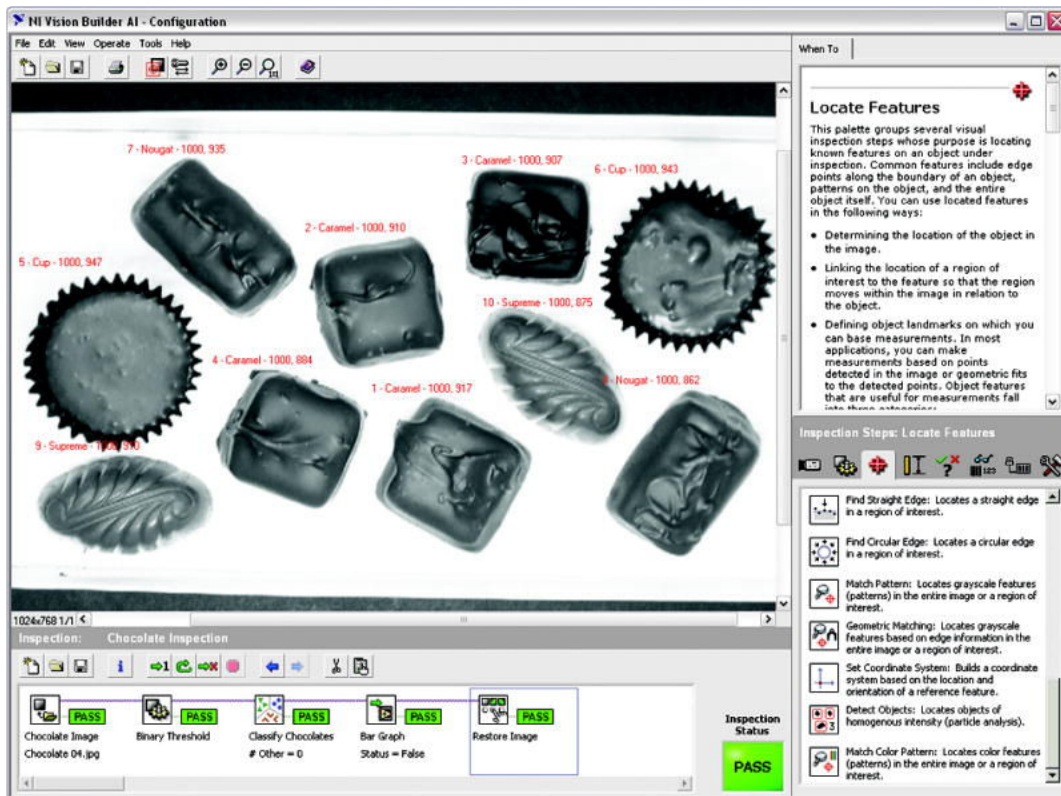 NI Vision Builder AI - Configuration
File Edit View Operate Tools Help
7 - Nougat - 1000, 935
3 - Caramel - 1000, 907
6 - Cup - 1000, 943
2 - Caramel - 1000, 910
5 - Cup - 1000, 947
10 - Supreme - 1000, 875
4 - Caramel - 1000, 884
1 - Caramel - 1000, 917
- Nougat - 1000, 862
9 - Supreme - 1000, 910
1024x768 1/1
When To
Locate Features
This palette groups several visual
inspection steps whose purpose is locating
known features on an object under
inspection. Common features include edge
points along the boundary of an object,
patterns on the object, and the entire
object itself. You can use located features
in the following ways:
• Determining the location of the object in
the image.
• Linking the location of a region of
interest to the feature so that the region
moves within the image in relation to
the object.
• Defining object landmarks on which you
can base measurements. In most
applications, you can make
measurements based on points
detected in the image or geometric fits
to the detected points. Object features
that are useful for measurements fall
into three categories:
Inspection Steps: Locate Features
Find Straight Edge: Locates a straight edge
in a region of interest.
Find Circular Edge: Locates a circular edge
in a region of interest.
Match Pattern: Locates grayscale features
(patterns) in the entire image or a region of
interest.
Geometric Matching: Locates grayscale
features based on edge information in the
entire image or a region of interest.
Set Coordinate System: Builds a coordinate
system based on the location and
orientation of a reference feature.
Detect Objects: Locates objects of
homogenous intensity (particle analysis).
Match Color Pattern: Locates color features
(patterns) in the entire image or a region of
interest.
Inspection: Chocolate Inspection
PASS PASS PASS PASS PASS
Chocolate Image Binary Threshold Classify Chocolates Bar Graph Restore Image
Chocolate 04.jpg # Other = 0 Status = False
Inspection
Status
PASS